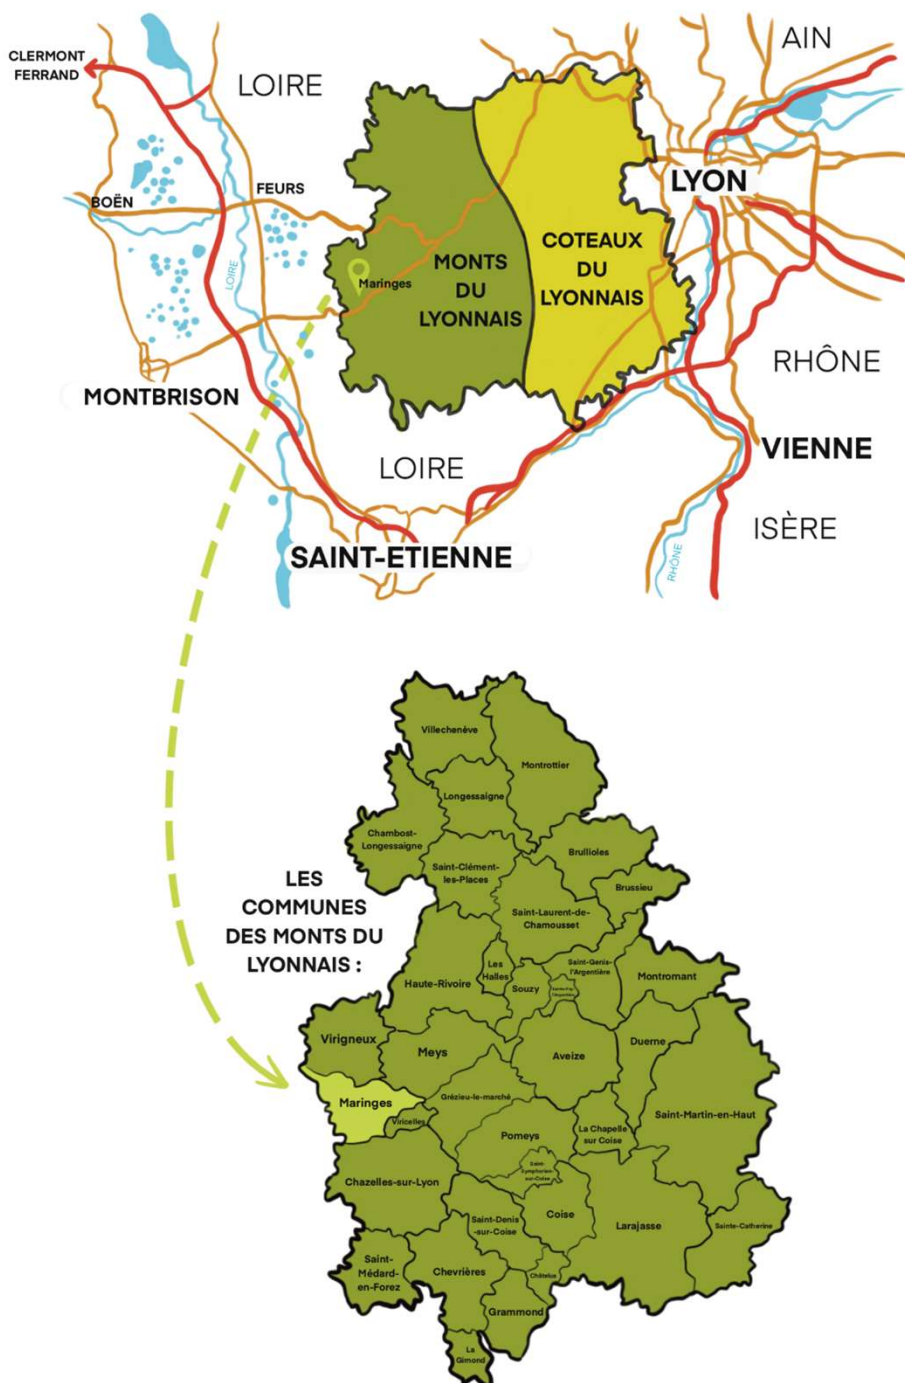 CLERMONT
FERRAND
LOIRE
AIN
BOËN
FEURS
LYON
LOIRE
Maringes
MONTS
DU
LYONNAIS
COTEAUX
DU
LYONNAIS
MONTBRISON
RHÔNE
LOIRE
VIENNE
SAINT-ETIENNE
ISÈRE
RHÔNE
LES
COMMUNES
DES MONTS DU
LYONNAIS :
Villechenève
Montrottier
Longessaigne
Chambost-
Longessaigne
Saint-Clément-
les-Places
Brullioles
Brussieu
Saint-Laurent-de-
Chamousset
Haute-Rivoire
Les
Halles
Souzy
Saint-Genis-
l'Argentière
Montromant
Virigneux
Meys
Aveize
Duerne
Maringes
Viricelles
Grézieu-le-marché
Pomeys
La Chapelle
sur Coise
Saint-Martin-en-Haut
Saint-
Symphorien-
sur-Coise
Chazelles-sur-Lyon
Saint-Denis
-sur-Coise
Coise
Larajasse
Sainte-Catherine
Saint-
Médard-
en-Forez
Chevrières
Châtelus
Grammond
La
Gimond